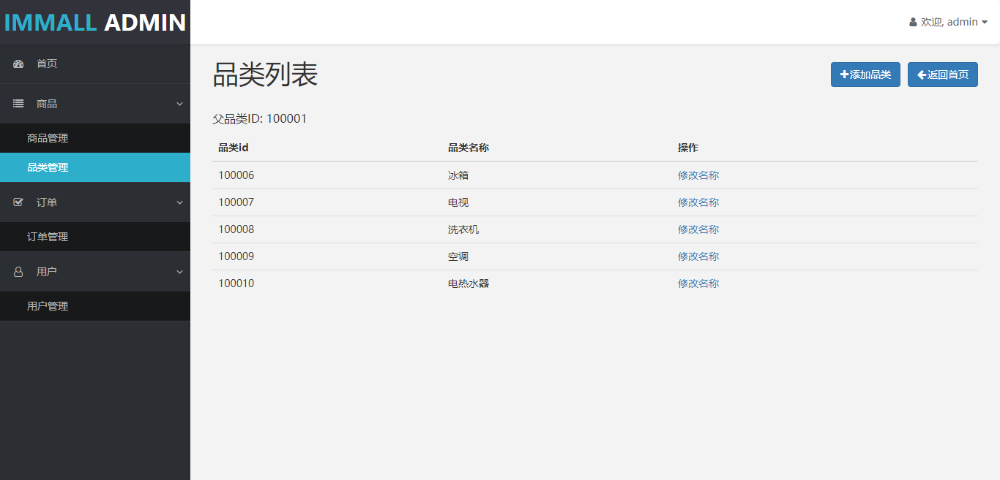 IMMALL ADMIN
欢迎, admin
首页
商品
商品管理
品类管理
订单
订单管理
用户
用户管理
品类列表
添加品类 返回首页
父品类ID: 100001
品类id 品类名称 操作
100006 冰箱 修改名称
100007 电视 修改名称
100008 洗衣机 修改名称
100009 空调 修改名称
100010 电热水器 修改名称